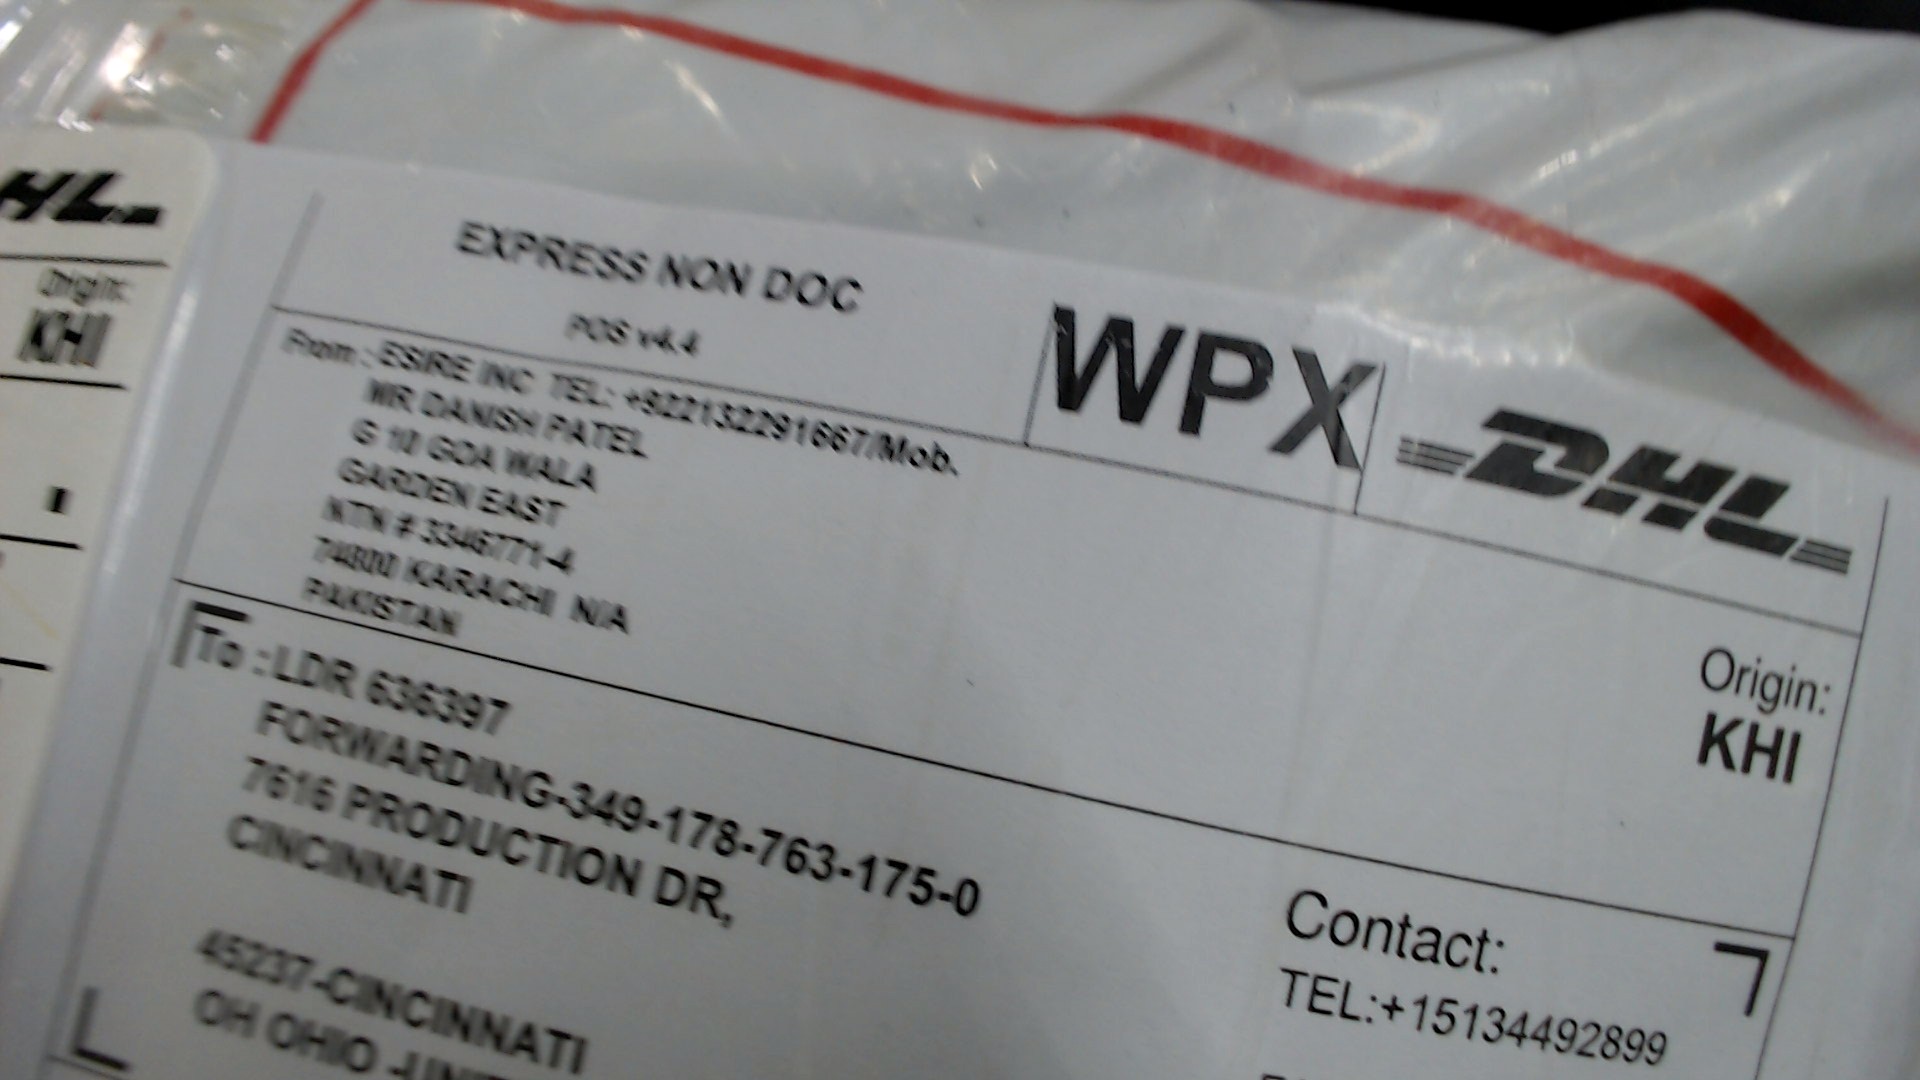 HL
Origin:
KHI
EXPRESS NON DOC
POS v4.4
WPX
DHL
From : ESIRE INC TEL: +922132291667/Mob.
MR DANISH PATEL
G 10 GOA WALA
GARDEN EAST
NTN # 3346771-4
74800 KARACHI N/A
PAKISTAN
Origin:
KHI
To : LDR 636397
FORWARDING-349-178-763-175-0
7616 PRODUCTION DR,
CINCINNATI
45237-CINCINNATI
OH OHIO
Contact:
TEL:+15134492899